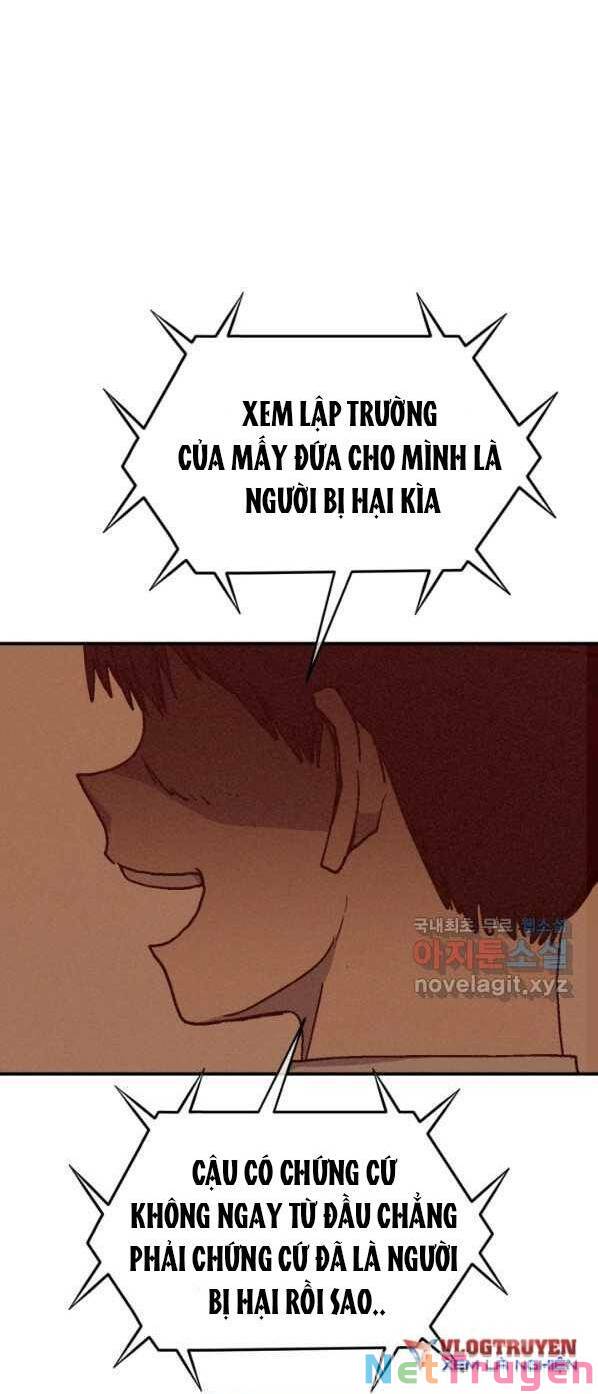 XEM LẬP TRƯỜNG
CỦA MẤY ĐỨA CHO MÌNH LÀ
NGƯỜI BỊ HẠI KÌA
국내최초 무료 웹소설
아지툰소설
novelagit.xyz
CẬU CÓ CHỨNG CỨ
KHÔNG NGAY TỪ ĐẦU CHẲNG
PHẢI CHỨNG CỨ ĐÃ LÀ NGƯỜI
BỊ HẠI RỒI SAO..
VLOGTRUYEN
XEM LÀ NGHIỆN
NetTruyen